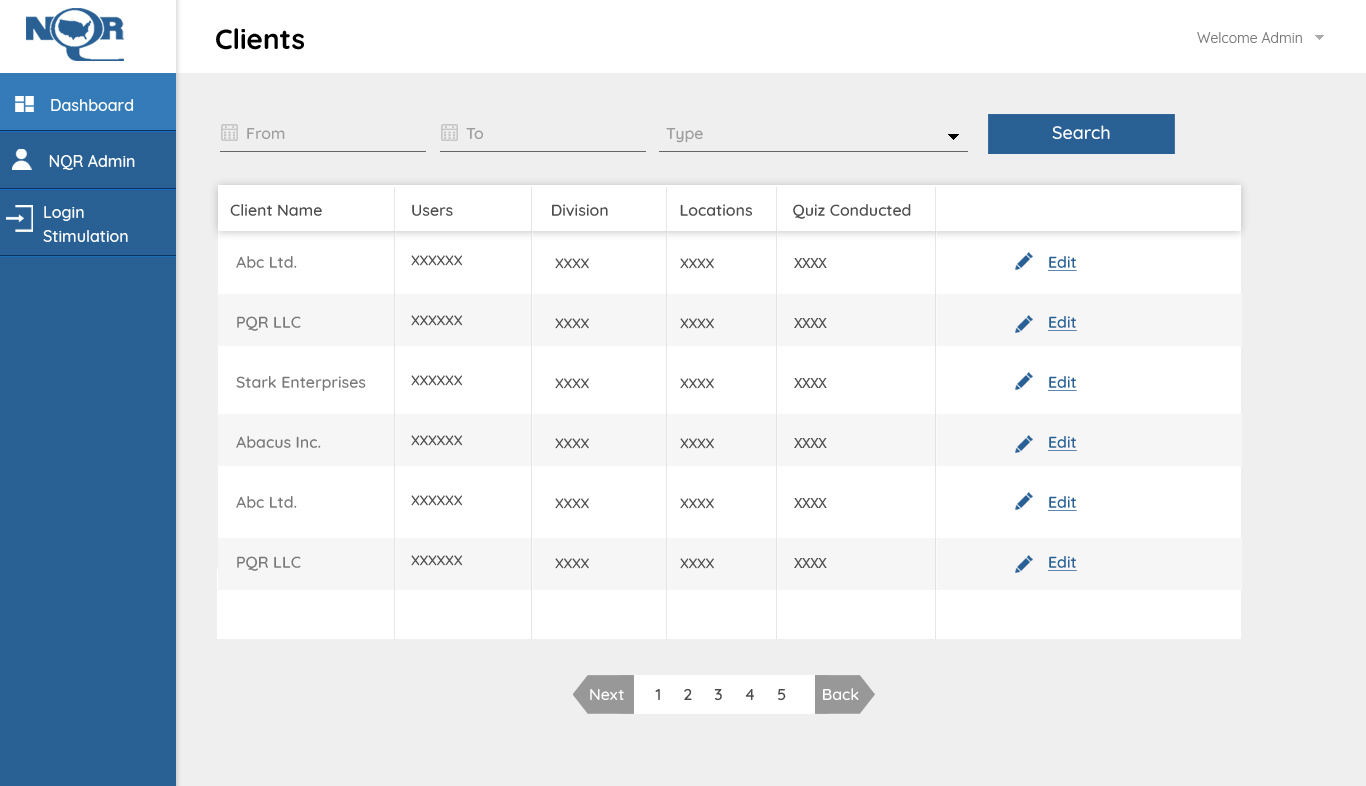 NQR
Clients
Welcome Admin
Dashboard
NQR Admin
Login
Stimulation
From To Type Search
Client Name Users Division Locations Quiz Conducted
Abc Ltd. XXXXXX XXXX XXXX XXXX Edit
PQR LLC XXXXXX XXXX XXXX XXXX Edit
Stark Enterprises XXXXXX XXXX XXXX XXXX Edit
Abacus Inc. XXXXXX XXXX XXXX XXXX Edit
Abc Ltd. XXXXXX XXXX XXXX XXXX Edit
PQR LLC XXXXXX XXXX XXXX XXXX Edit
Next 1 2 3 4 5 Back